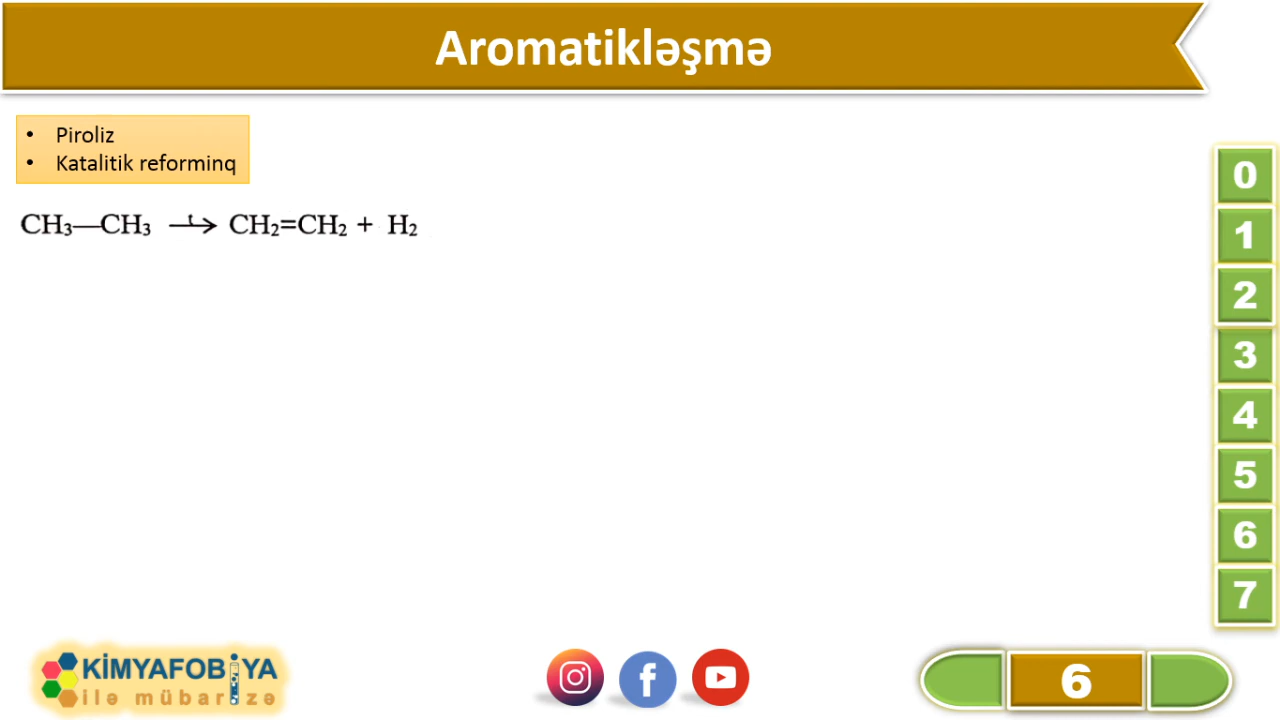 Aromatikləşmə
• Piroliz
• Katalitik reforminq
CH₃—CH₃ →ᵗ CH₂=CH₂ + H₂
0
1
2
3
4
5
6
7
KİMYAFOBİYA
ilə mübarizə
6